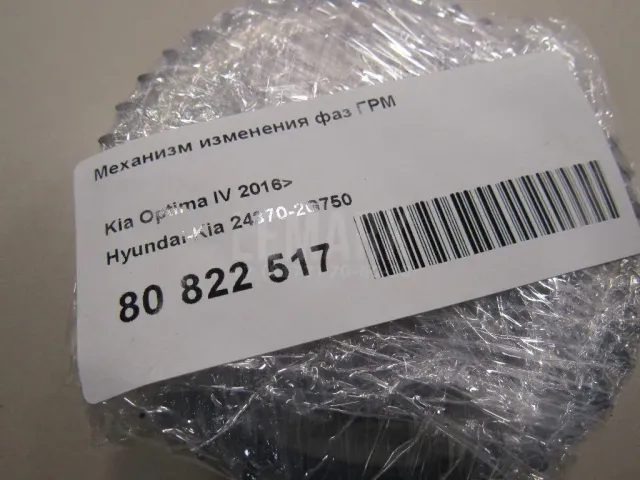 Механизм изменения фаз ГРМ
Kia Optima IV 2016>
Hyundai-Kia 24370-2G750
80 822 517